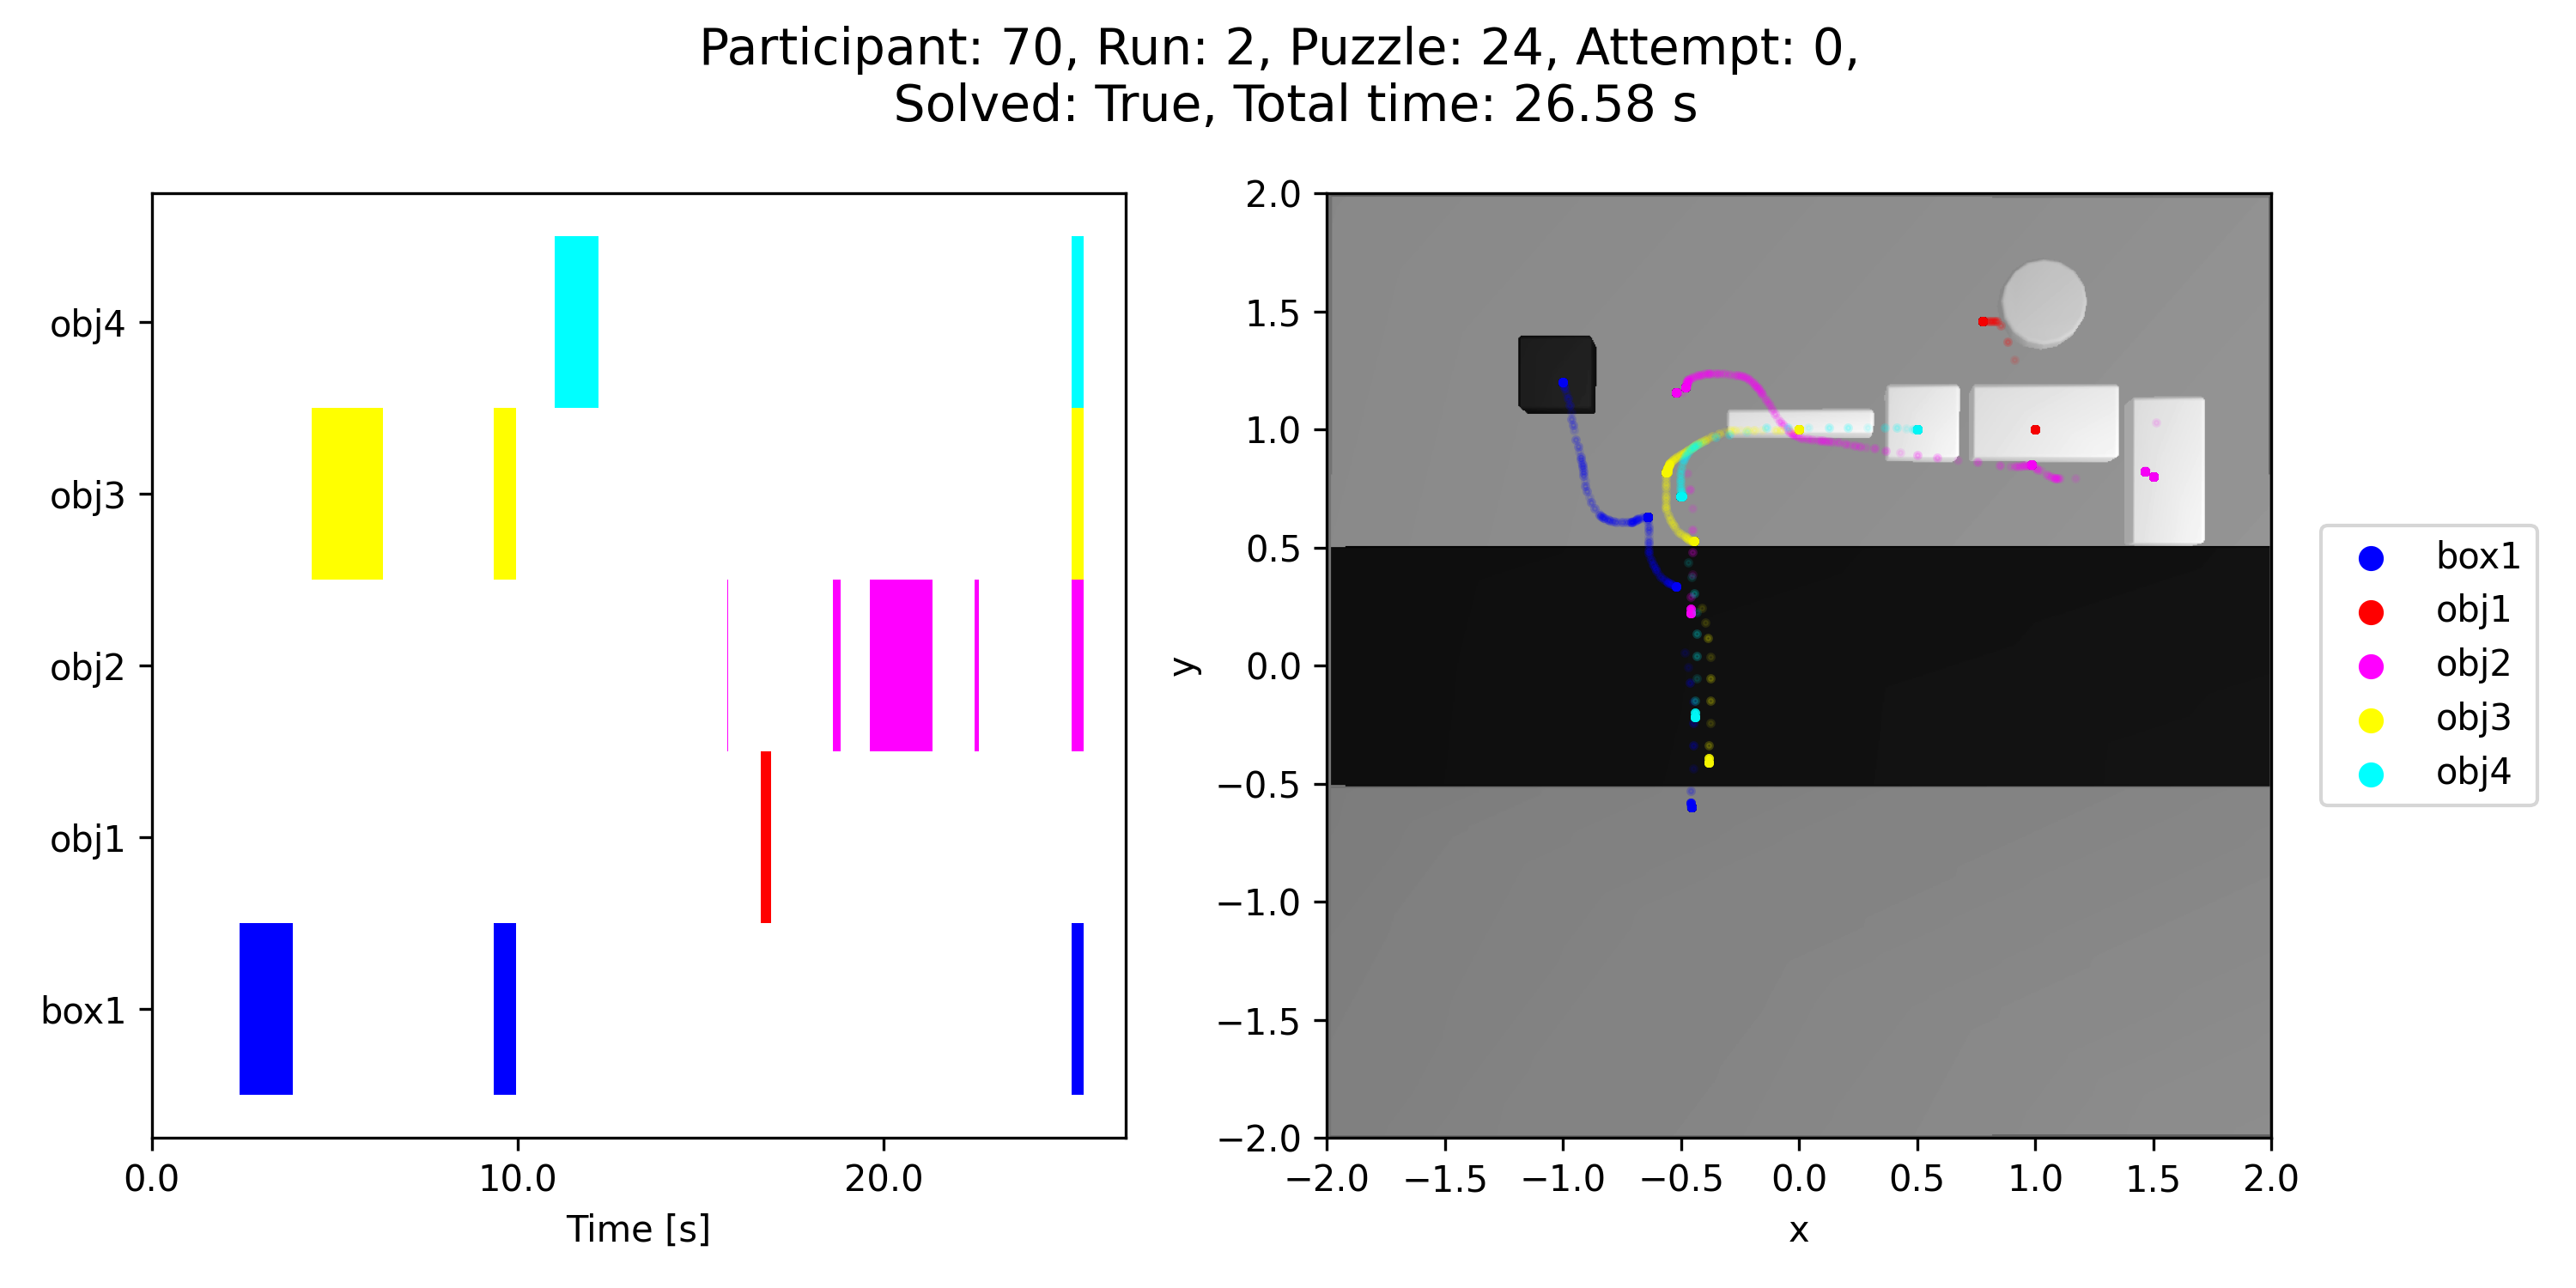 Participant: 70, Run: 2, Puzzle: 24, Attempt: 0,
Solved: True, Total time: 26.58 s
obj4
obj3
obj2
obj1
box1
0.0 10.0 20.0
Time [s]
2.0
1.5
1.0
0.5
0.0
−0.5
−1.0
−1.5
−2.0
y
−2.0 −1.5 −1.0 −0.5 0.0 0.5 1.0 1.5 2.0
x
box1
obj1
obj2
obj3
obj4